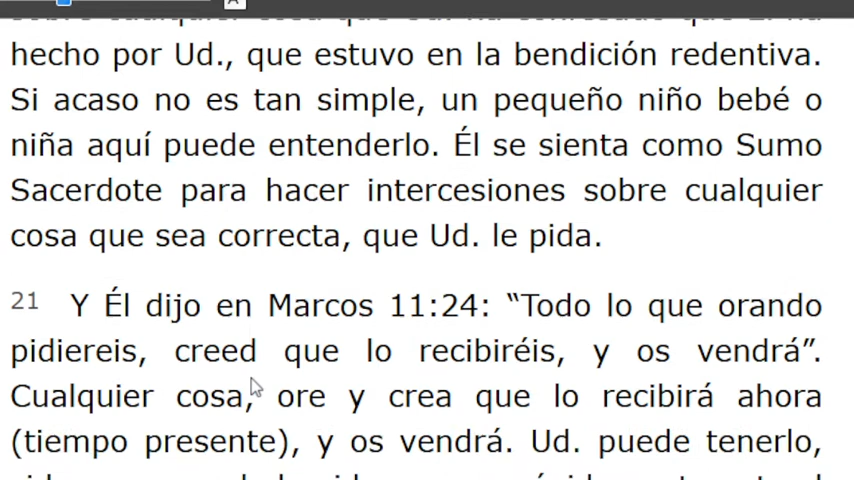 hecho por Ud., que estuvo en la bendición redentiva.
Si acaso no es tan simple, un pequeño niño bebé o
niña aquí puede entenderlo. Él se sienta como Sumo
Sacerdote para hacer intercesiones sobre cualquier
cosa que sea correcta, que Ud. le pida.
21 Y Él dijo en Marcos 11:24: “Todo lo que orando
pidiereis, creed que lo recibiréis, y os vendrá”.
Cualquier cosa, ore y crea que lo recibirá ahora
(tiempo presente), y os vendrá. Ud. puede tenerlo,